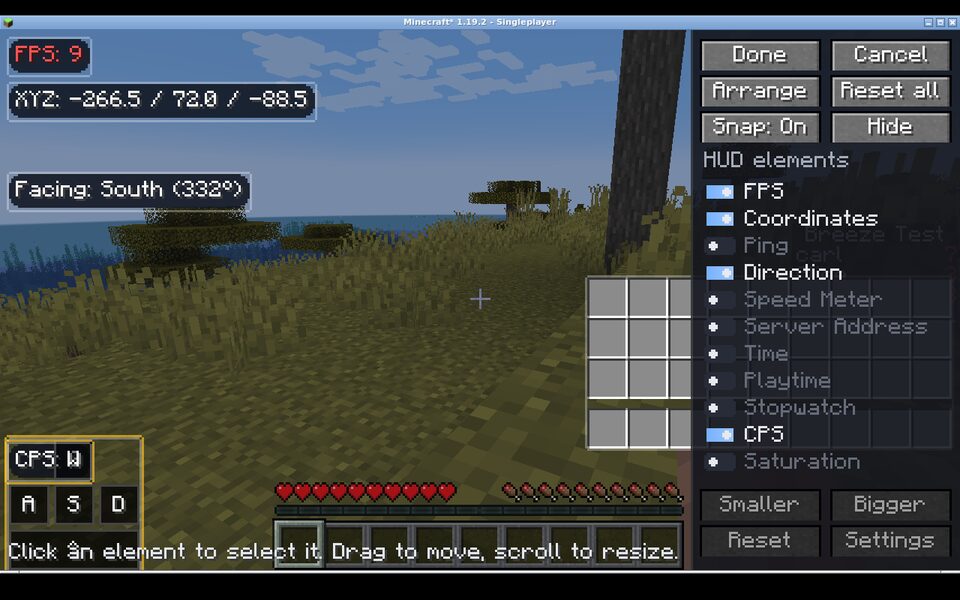 Minecraft* 1.19.2 - Singleplayer
FPS: 9
XYZ: -266.5 / 72.0 / -88.5
Facing: South (332°)
Done
Cancel
Arrange
Reset all
Snap: On
Hide
HUD elements
FPS
Coordinates
Ping
Breeze Test
carl
Direction
Speed Meter
Server Address
Time
Playtime
Stopwatch
CPS
Saturation
Smaller
Bigger
Reset
Settings
CPS: W
A S D
Click an element to select it. Drag to move, scroll to resize.